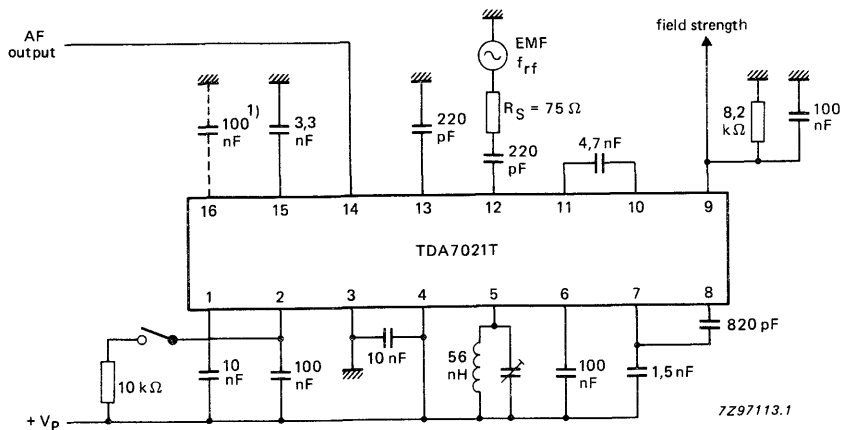 AF
output
EMF
f_rf
field strength
R_S = 75 Ω
100 1)
nF
3,3
nF
220
pF
220
pF
4,7 nF
8,2
kΩ
100
nF
16 15 14 13 12 11 10 9
TDA7021T
1 2 3 4 5 6 7 8
10 kΩ
10
nF
100
nF
10 nF
56
nH
100
nF
1,5 nF
820 pF
+ V_P
7Z97113.1